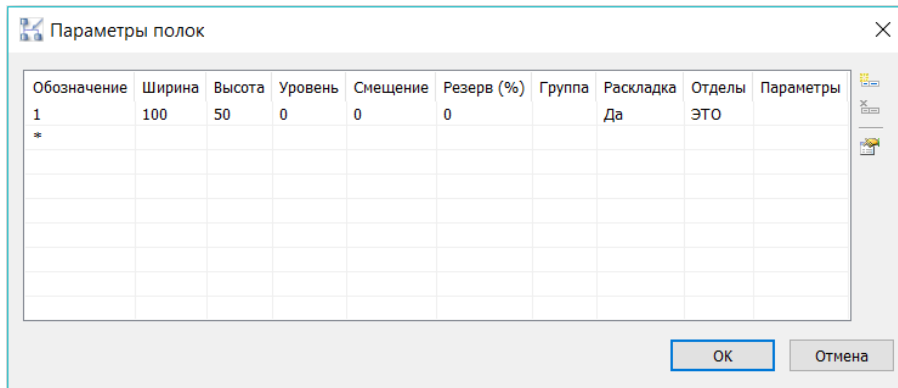 Параметры полок
Обозначение Ширина Высота Уровень Смещение Резерв (%) Группа Раскладка Отделы Параметры
1 100 50 0 0 0 Да ЭТО
*
ОК Отмена